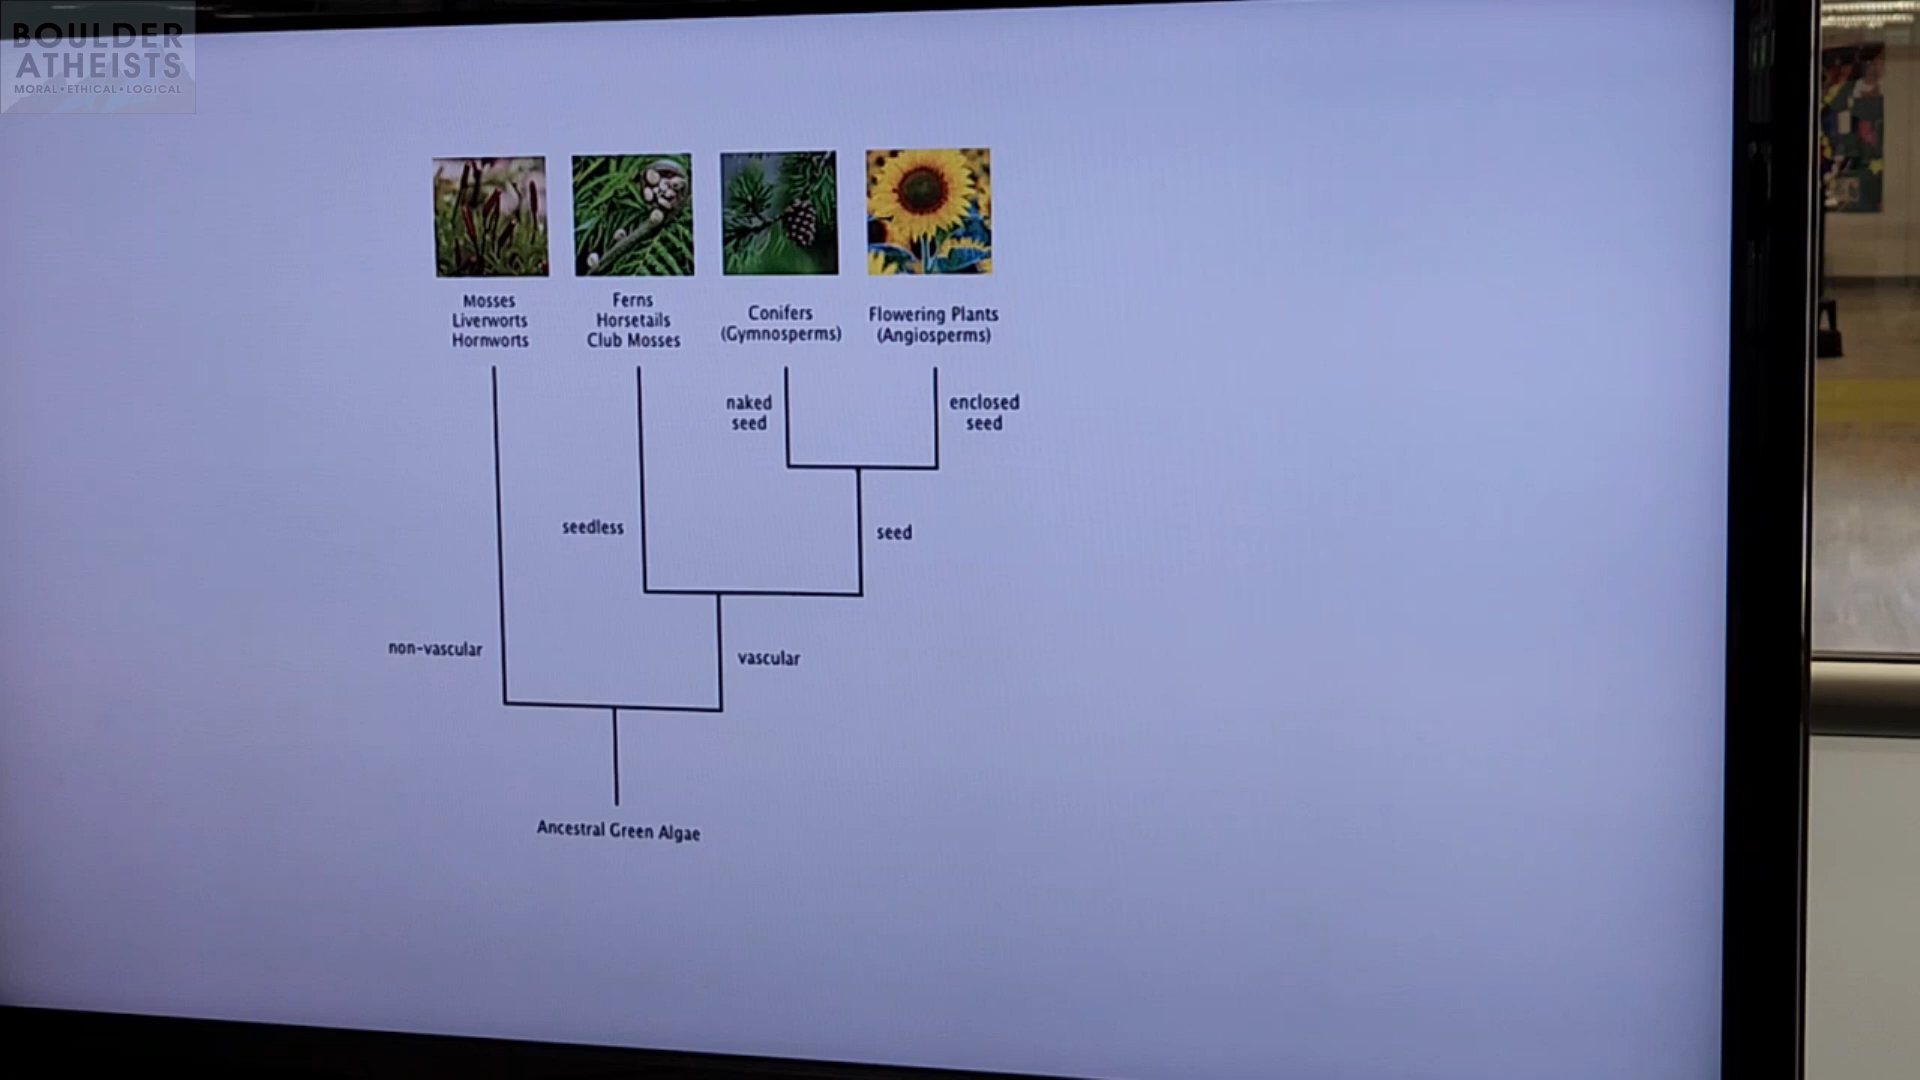 BOULDER
ATHEISTS
MORAL•ETHICAL•LOGICAL
Mosses
Liverworts
Hornworts
Ferns
Horsetails
Club Mosses
Conifers
(Gymnosperms)
Flowering Plants
(Angiosperms)
naked
seed
enclosed
seed
seedless
seed
non-vascular
vascular
Ancestral Green Algae